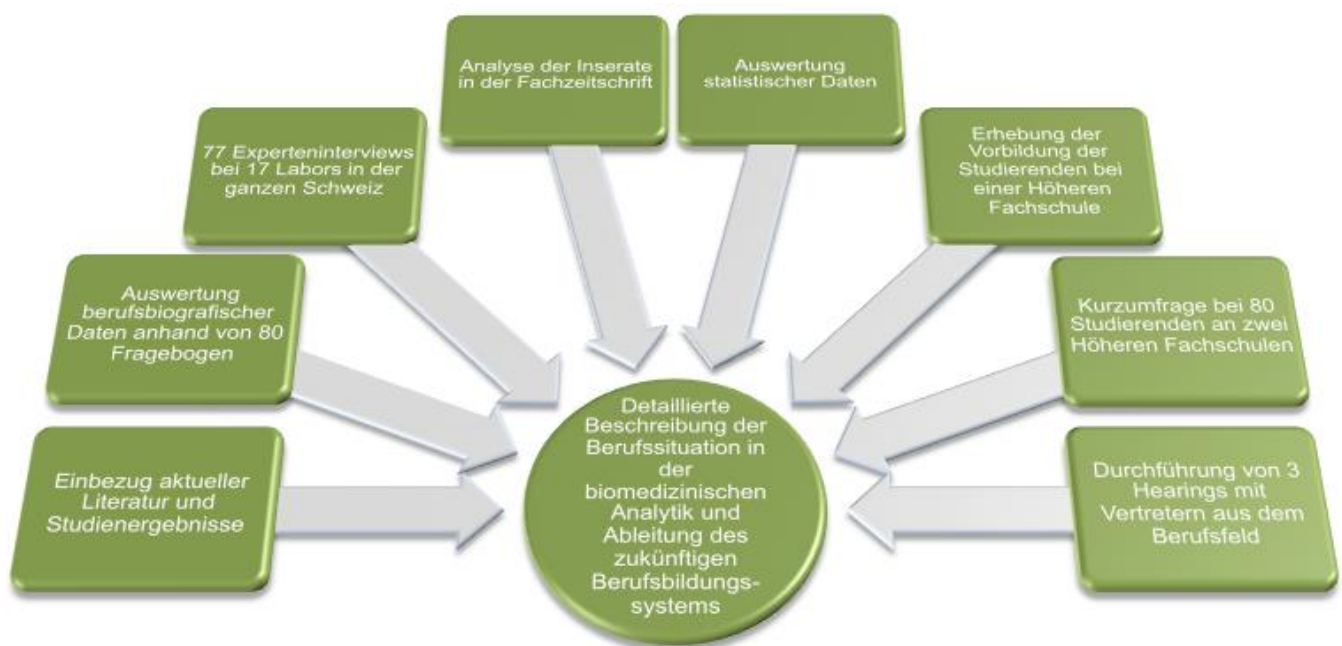 Analyse der Inserate
in der Fachzeitschrift
Auswertung
statistischer Daten
77 Experteninterviews
bei 17 Labors in der
ganzen Schweiz
Erhebung der
Vorbildung der
Studierenden bei
einer Höheren
Fachschule
Auswertung
berufsbiografischer
Daten anhand von 80
Fragebogen
Kurzumfrage bei 80
Studierenden an zwei
Höheren Fachschulen
Einbezug aktueller
Literatur und
Studienergebnisse
Durchführung von 3
Hearings mit
Vertretern aus dem
Berufsfeld
Detaillierte
Beschreibung der
Berufssituation in
der
biomedizinischen
Analytik und
Ableitung des
zukünftigen
Berufsbildungs-
systems